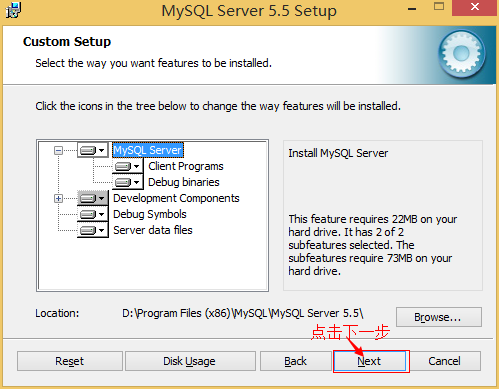 MySQL Server 5.5 Setup
Custom Setup
Select the way you want features to be installed.
Click the icons in the tree below to change the way features will be installed.
MySQL Server
Client Programs
Debug binaries
Development Components
Debug Symbols
Server data files
Install MySQL Server
This feature requires 22MB on your
hard drive. It has 2 of 2
subfeatures selected. The
subfeatures require 73MB on your
hard drive.
Location: D:\Program Files (x86)\MySQL\MySQL Server 5.5\
Browse...
点击下一步
Reset Disk Usage Back Next Cancel